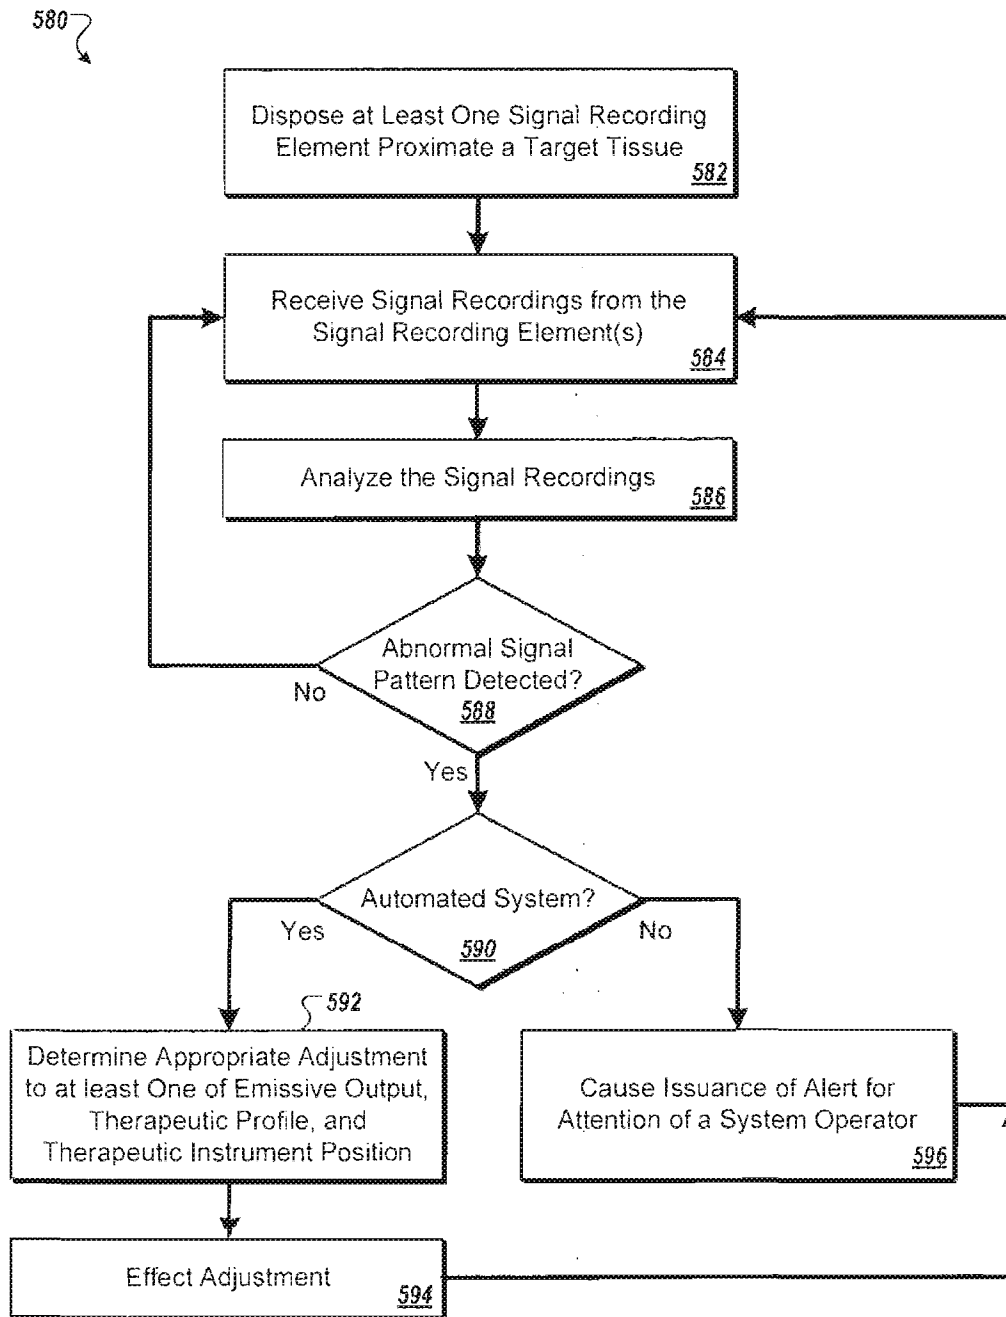 580
Dispose at Least One Signal Recording
Element Proximate a Target Tissue
582
Receive Signal Recordings from the
Signal Recording Element(s)
584
Analyze the Signal Recordings
586
Abnormal Signal
Pattern Detected?
588
No
Yes
Automated System?
590
Yes
No
592
Determine Appropriate Adjustment
to at least One of Emissive Output,
Therapeutic Profile, and
Therapeutic Instrument Position
Cause Issuance of Alert for
Attention of a System Operator
596
Effect Adjustment
594